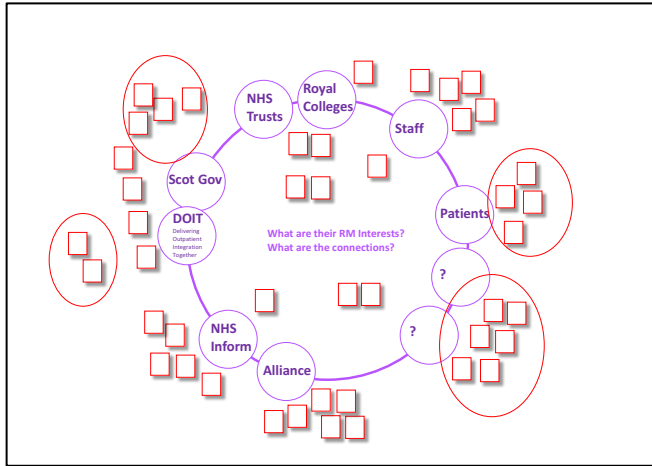 Royal
Colleges
NHS
Trusts
Staff
Scot Gov
DOIT
Delivering
Outpatient
Integration
Together
Patients
What are their RM Interests?
What are the connections?
?
?
NHS
Inform
Alliance